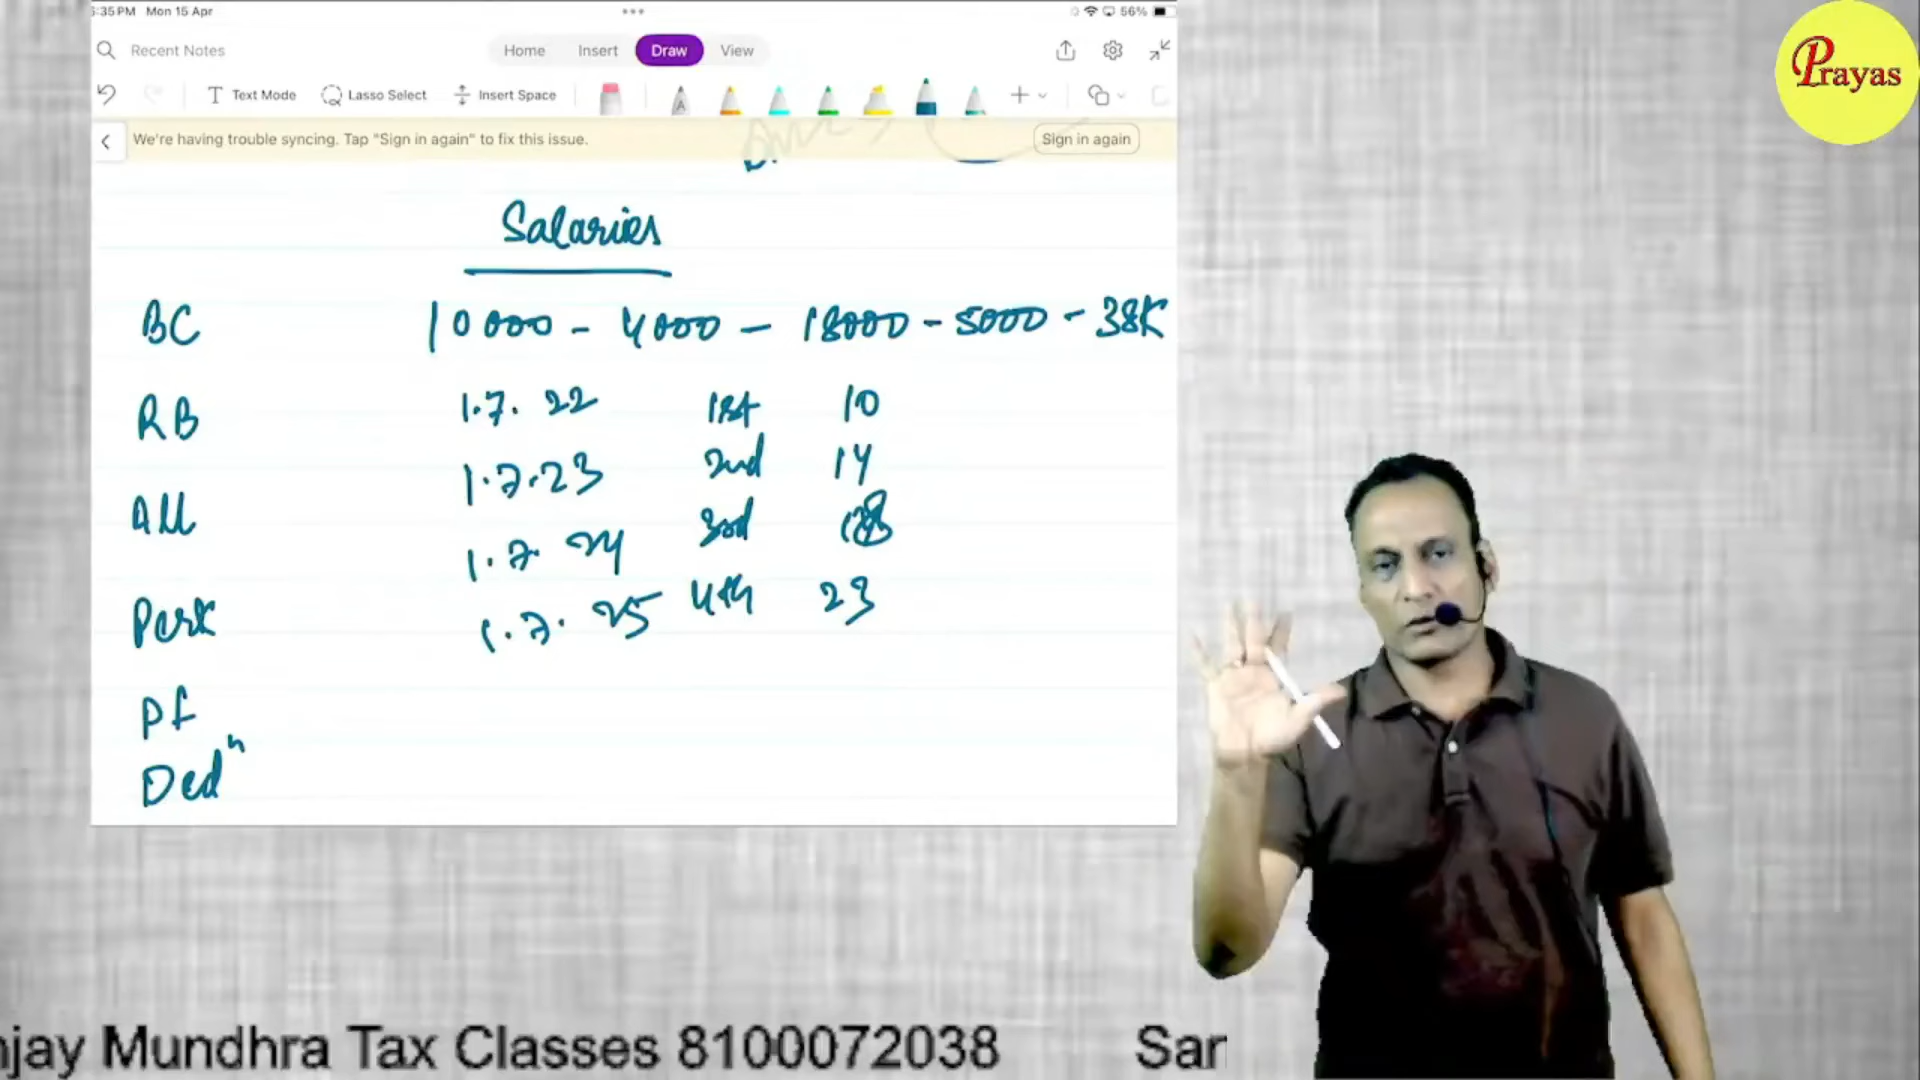 :35 PM Mon 15 Apr
56%
Recent Notes
Home Insert Draw View
Text Mode Lasso Select Insert Space
A
We're having trouble syncing. Tap "Sign in again" to fix this issue.
Sign in again
Prayas
Salaries
BC 10000 - 4000 - 18000 - 5000 - 38K
RB 1.7.22 1st 10
1.7.23 2nd 14
All 1.7.24 3rd 18
Perk 1.7.25 4th 23
PF
Dedn
njay Mundhra Tax Classes 8100072038 San